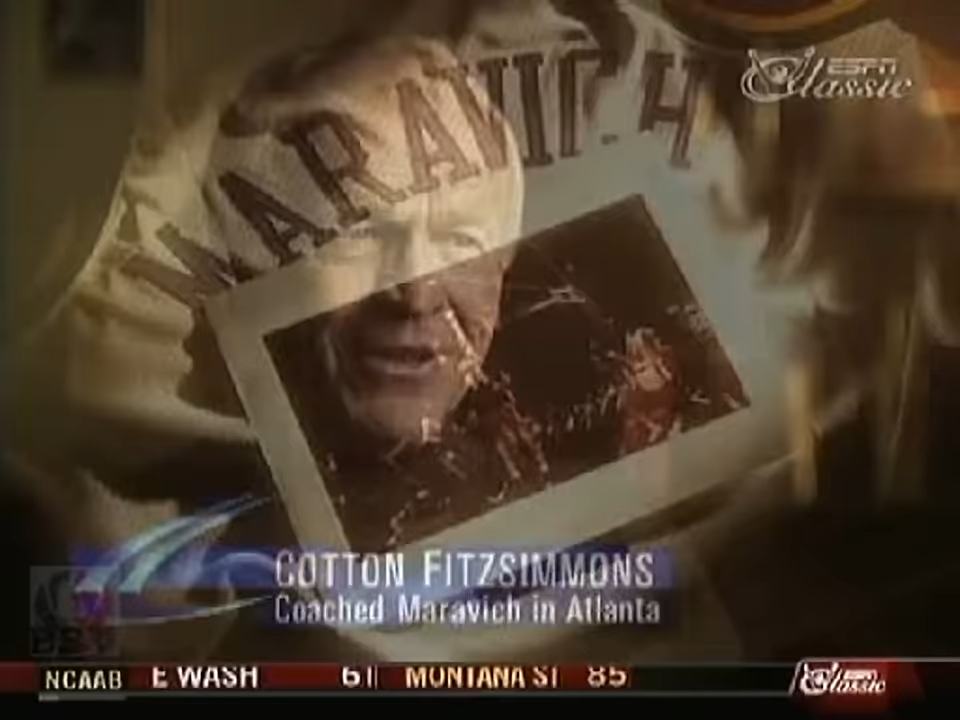 ESPN
Classic
MARAVICH
COTTON FITZSIMMONS
Coached Maravich in Atlanta
NCAAB E WASH 61 MONTANA ST 85
ESPN
Classic